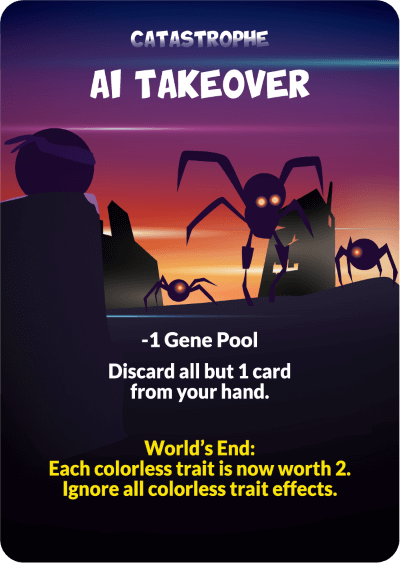 CATASTROPHE
AI TAKEOVER
-1 Gene Pool
Discard all but 1 card
from your hand.
World's End:
Each colorless trait is now worth 2.
Ignore all colorless trait effects.